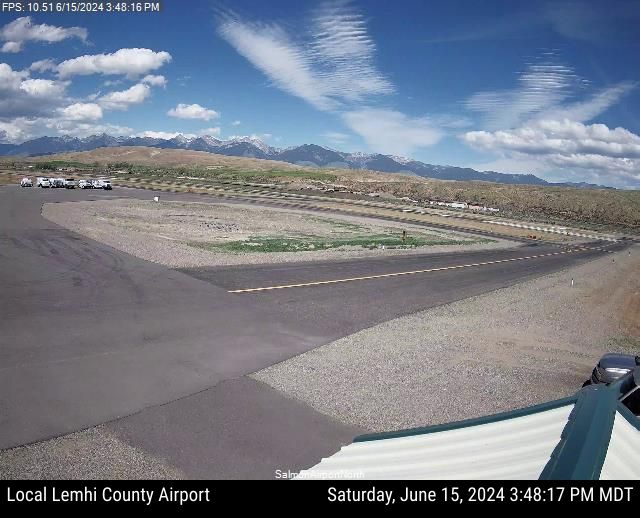 FPS: 10.51 6/15/2024 3:48:16 PM
SalmonAirportNorth
Local Lemhi County Airport
Saturday, June 15, 2024 3:48:17 PM MDT